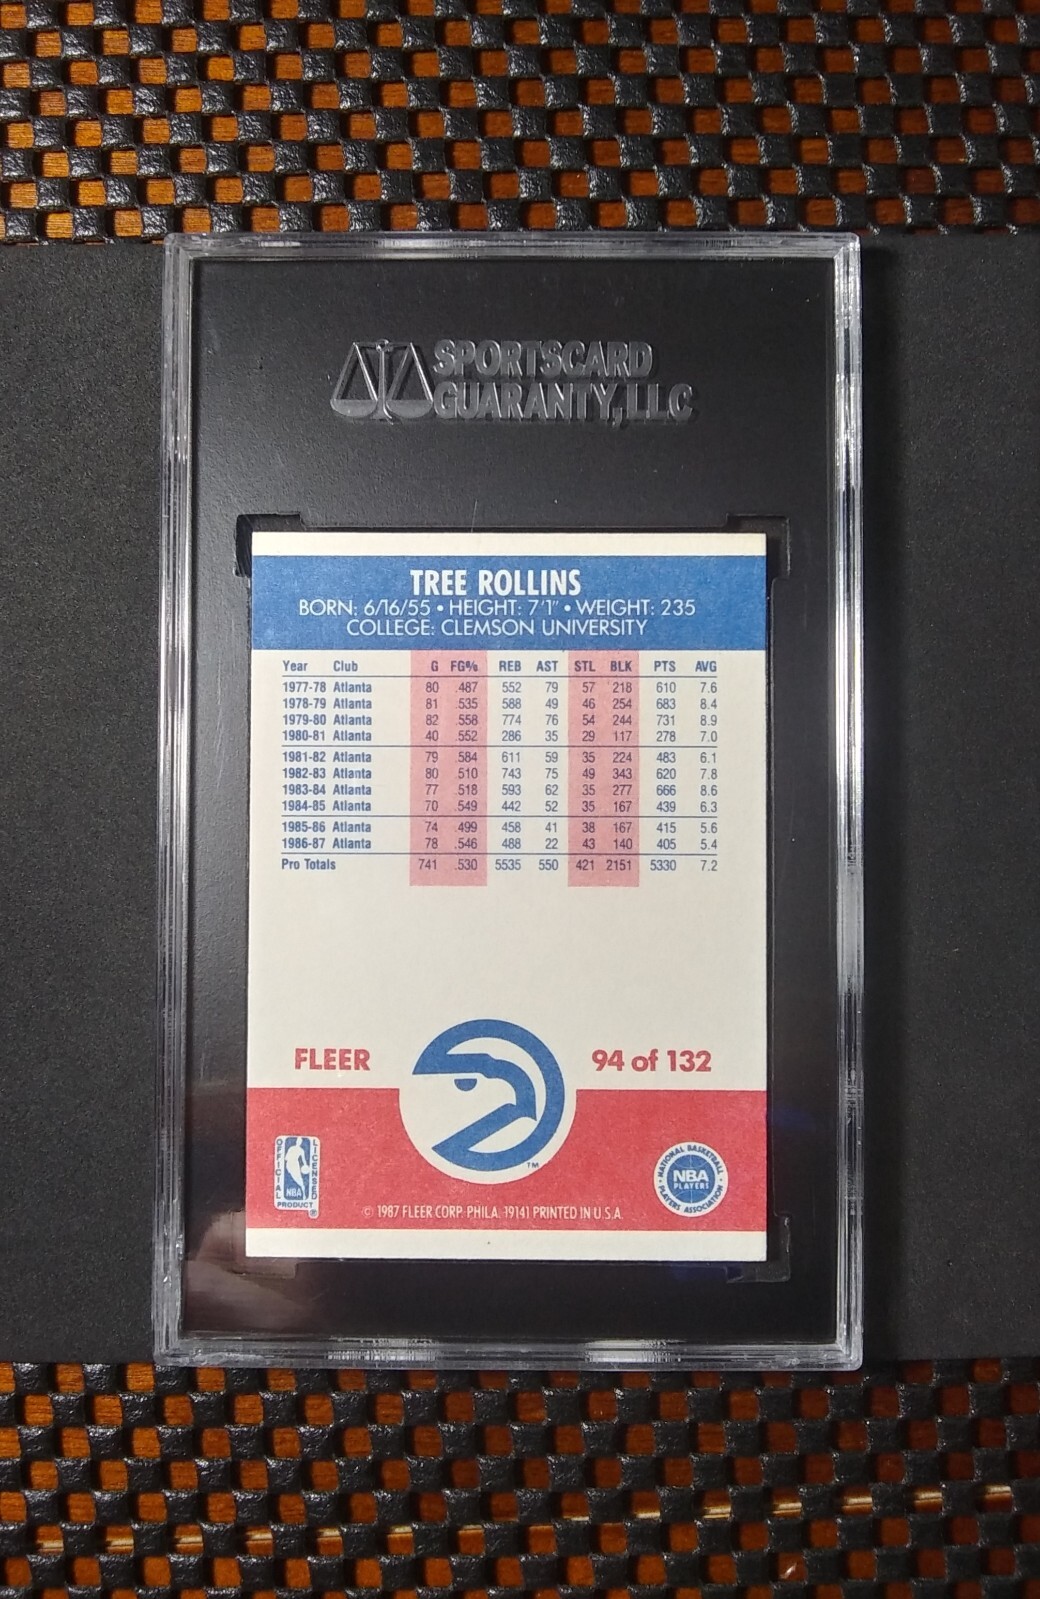 SPORTSCARD
GUARANTY, LLC
TREE ROLLINS
BORN: 6/16/55 • HEIGHT: 7'1" • WEIGHT: 235
COLLEGE: CLEMSON UNIVERSITY
Year Club G FG% REB AST STL BLK PTS AVG
1977-78 Atlanta 80 .487 552 79 57 218 610 7.6
1978-79 Atlanta 81 .535 588 49 46 254 683 8.4
1979-80 Atlanta 82 .558 774 76 54 244 731 8.9
1980-81 Atlanta 40 .552 286 35 29 117 278 7.0
1981-82 Atlanta 79 .584 611 59 35 224 483 6.1
1982-83 Atlanta 80 .510 743 75 49 343 620 7.8
1983-84 Atlanta 77 .518 593 62 35 277 666 8.6
1984-85 Atlanta 70 .549 442 52 35 167 439 6.3
1985-86 Atlanta 74 .499 458 41 38 167 415 5.6
1986-87 Atlanta 78 .546 488 22 43 140 405 5.4
Pro Totals 741 .530 5535 550 421 2151 5330 7.2
FLEER 94 of 132
TM
OFFICIAL LICENSED
NBA
PRODUCT ®
NATIONAL BASKETBALL
NBA
PLAYERS
PLAYERS ASSOCIATION
© 1987 FLEER CORP. PHILA. 19141 PRINTED IN U.S.A.